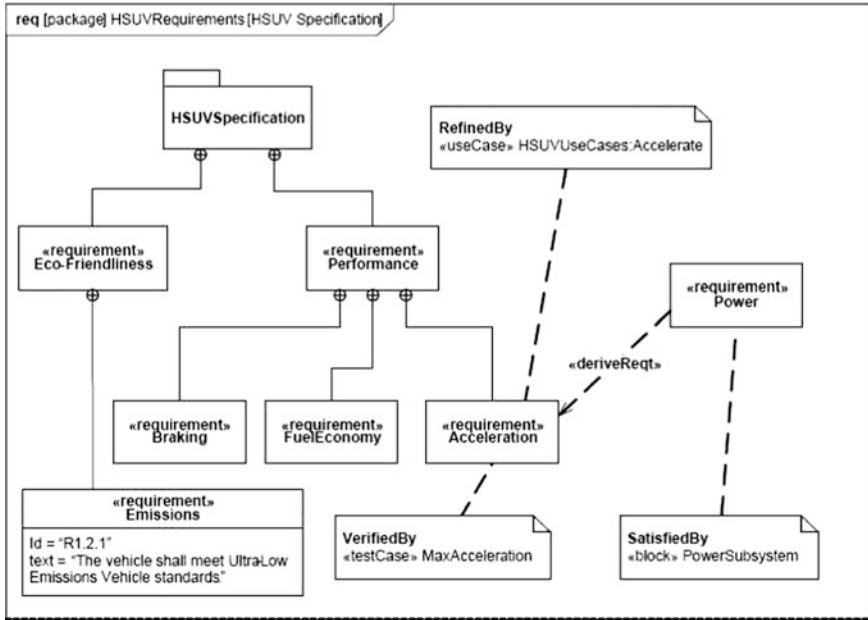 req [package] HSUVRequirements [HSUV Specification]
HSUVSpecification
RefinedBy
«useCase» HSUVUseCases:Accelerate
«requirement»
Eco-Friendliness
«requirement»
Performance
«requirement»
Power
«deriveReqt»
«requirement»
Braking
«requirement»
FuelEconomy
«requirement»
Acceleration
«requirement»
Emissions
Id = “R1.2.1”
text = “The vehicle shall meet Ultra-Low
Emissions Vehicle standards.”
VerifiedBy
«testCase» MaxAcceleration
SatisfiedBy
«block» PowerSubsystem